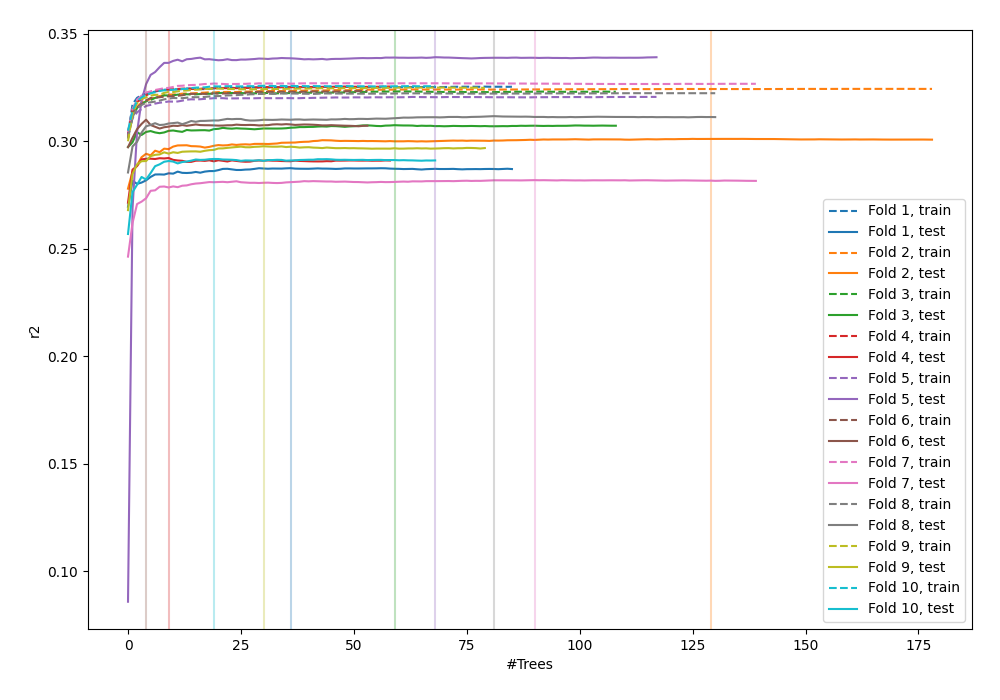 0.35
0.30
0.25
0.20
0.15
0.10
r2
0
25
50
75
100
125
150
175
#Trees
Fold 1, train
Fold 1, test
Fold 2, train
Fold 2, test
Fold 3, train
Fold 3, test
Fold 4, train
Fold 4, test
Fold 5, train
Fold 5, test
Fold 6, train
Fold 6, test
Fold 7, train
Fold 7, test
Fold 8, train
Fold 8, test
Fold 9, train
Fold 9, test
Fold 10, train
Fold 10, test